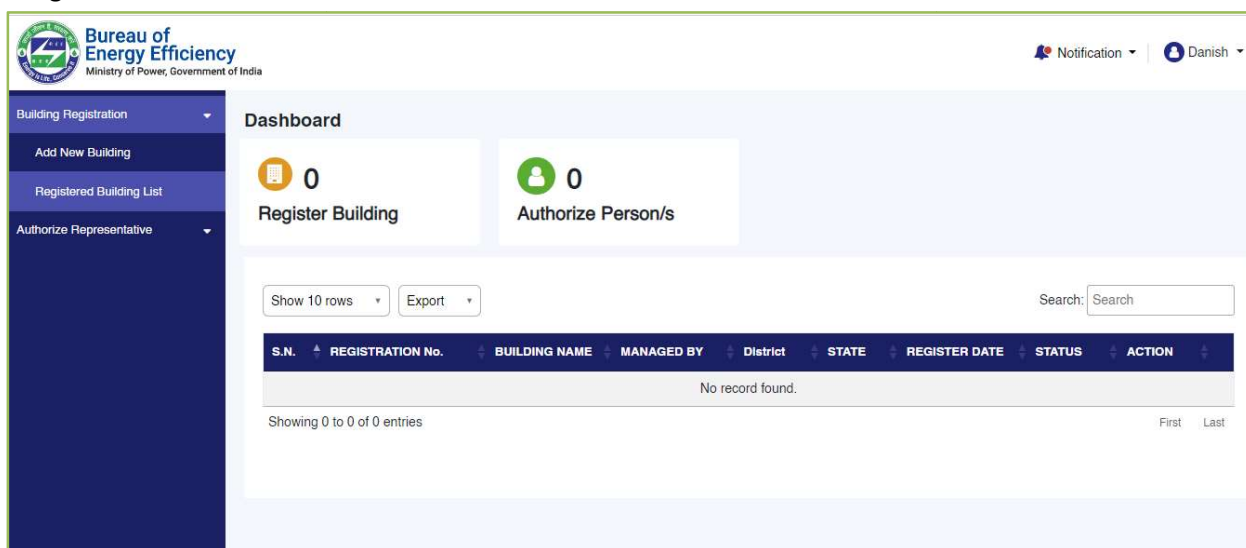 Bureau of
Energy Efficiency
Ministry of Power, Government of India
Notification
Danish
Building Registration
Add New Building
Registered Building List
Authorize Representative
Dashboard
0
Register Building
0
Authorize Person/s
Show 10 rows
Export
Search: Search
S.N. REGISTRATION No. BUILDING NAME MANAGED BY District STATE REGISTER DATE STATUS ACTION
No record found.
Showing 0 to 0 of 0 entries
First Last